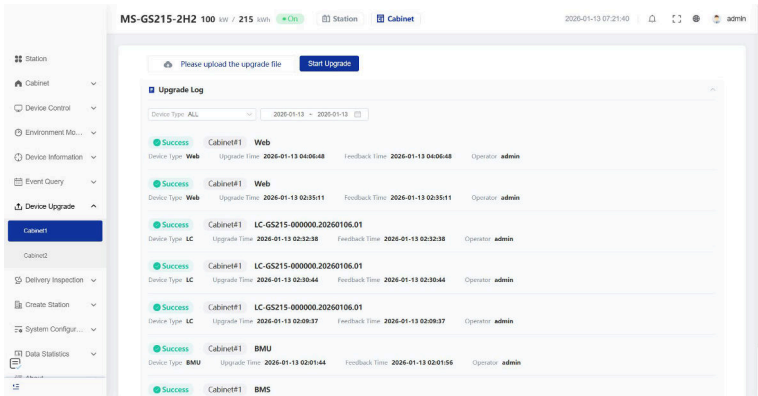 MS-GS215-2H2 100 kW / 215 kWh On Station Cabinet 2026-01-13 07:21:40 admin
Station
Cabinet
Device Control
Environment Mo...
Device Information
Event Query
Device Upgrade
Cabinet1
Cabinet2
Delivery Inspection
Create Station
System Configur...
Data Statistics
Please upload the upgrade file Start Upgrade
Upgrade Log
Device Type ALL 2026-01-13 ~ 2026-01-13
Success Cabinet#1 Web
Device Type Web Upgrade Time 2026-01-13 04:06:48 Feedback Time 2026-01-13 04:06:48 Operator admin
Success Cabinet#1 Web
Device Type Web Upgrade Time 2026-01-13 02:35:11 Feedback Time 2026-01-13 02:35:11 Operator admin
Success Cabinet#1 LC-GS215-000000.20260106.01
Device Type LC Upgrade Time 2026-01-13 02:32:38 Feedback Time 2026-01-13 02:32:38 Operator admin
Success Cabinet#1 LC-GS215-000000.20260106.01
Device Type LC Upgrade Time 2026-01-13 02:30:44 Feedback Time 2026-01-13 02:30:44 Operator admin
Success Cabinet#1 LC-GS215-000000.20260106.01
Device Type LC Upgrade Time 2026-01-13 02:09:37 Feedback Time 2026-01-13 02:09:37 Operator admin
Success Cabinet#1 BMU
Device Type BMU Upgrade Time 2026-01-13 02:01:44 Feedback Time 2026-01-13 02:01:56 Operator admin
Success Cabinet#1 BMS